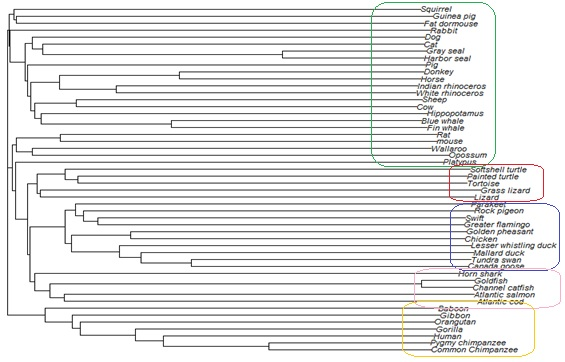 Squirrel
Guinea pig
Fat dormouse
Rabbit
Dog
Cat
Gray seal
Harbor seal
Pig
Donkey
Horse
Indian rhinoceros
White rhinoceros
Sheep
Cow
Hippopotamus
Blue whale
Fin whale
Rat
mouse
Wallaroo
Opossum
Platypus
Softshell turtle
Painted turtle
Tortoise
Grass lizard
Lizard
Parakeet
Rock pigeon
Swift
Greater flamingo
Golden pheasant
Chicken
Lesser whistling duck
Mallard duck
Tundra swan
Canada goose
Horn shark
Goldfish
Channel catfish
Atlantic salmon
Atlantic cod
Baboon
Gibbon
Orangutan
Gorilla
Human
Pygmy chimpanzee
Common Chimpanzee